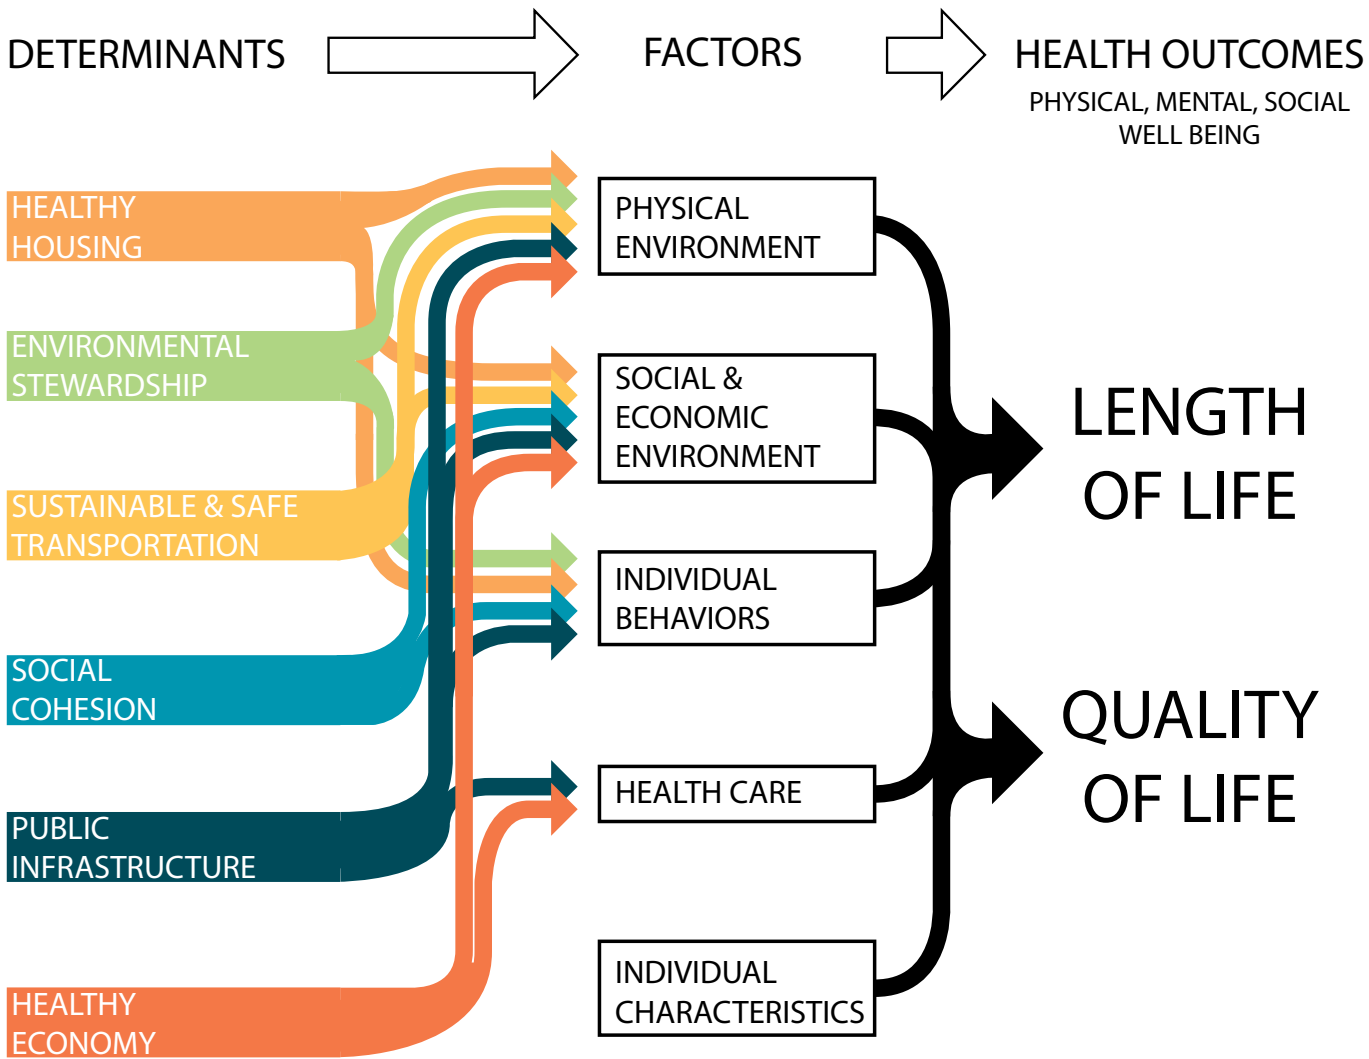 DETERMINANTS
FACTORS
HEALTH OUTCOMES
PHYSICAL, MENTAL, SOCIAL
WELL BEING
HEALTHY
HOUSING
ENVIRONMENTAL
STEWARDSHIP
SUSTAINABLE & SAFE
TRANSPORTATION
SOCIAL
COHESION
PUBLIC
INFRASTRUCTURE
HEALTHY
ECONOMY
PHYSICAL
ENVIRONMENT
SOCIAL &
ECONOMIC
ENVIRONMENT
INDIVIDUAL
BEHAVIORS
HEALTH CARE
INDIVIDUAL
CHARACTERISTICS
LENGTH
OF LIFE
QUALITY
OF LIFE